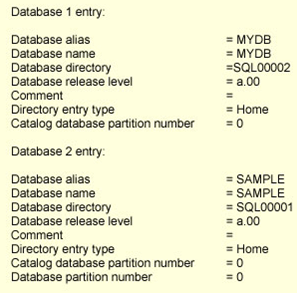 Database 1 entry:
Database alias = MYDB
Database name = MYDB
Database directory =SQL00002
Database release level = a.00
Comment =
Directory entry type = Home
Catalog database partition number = 0
Database 2 entry:
Database alias = SAMPLE
Database name = SAMPLE
Database directory = SQL00001
Database release level = a.00
Comment =
Directory entry type = Home
Catalog database partition number = 0
Database partition number = 0